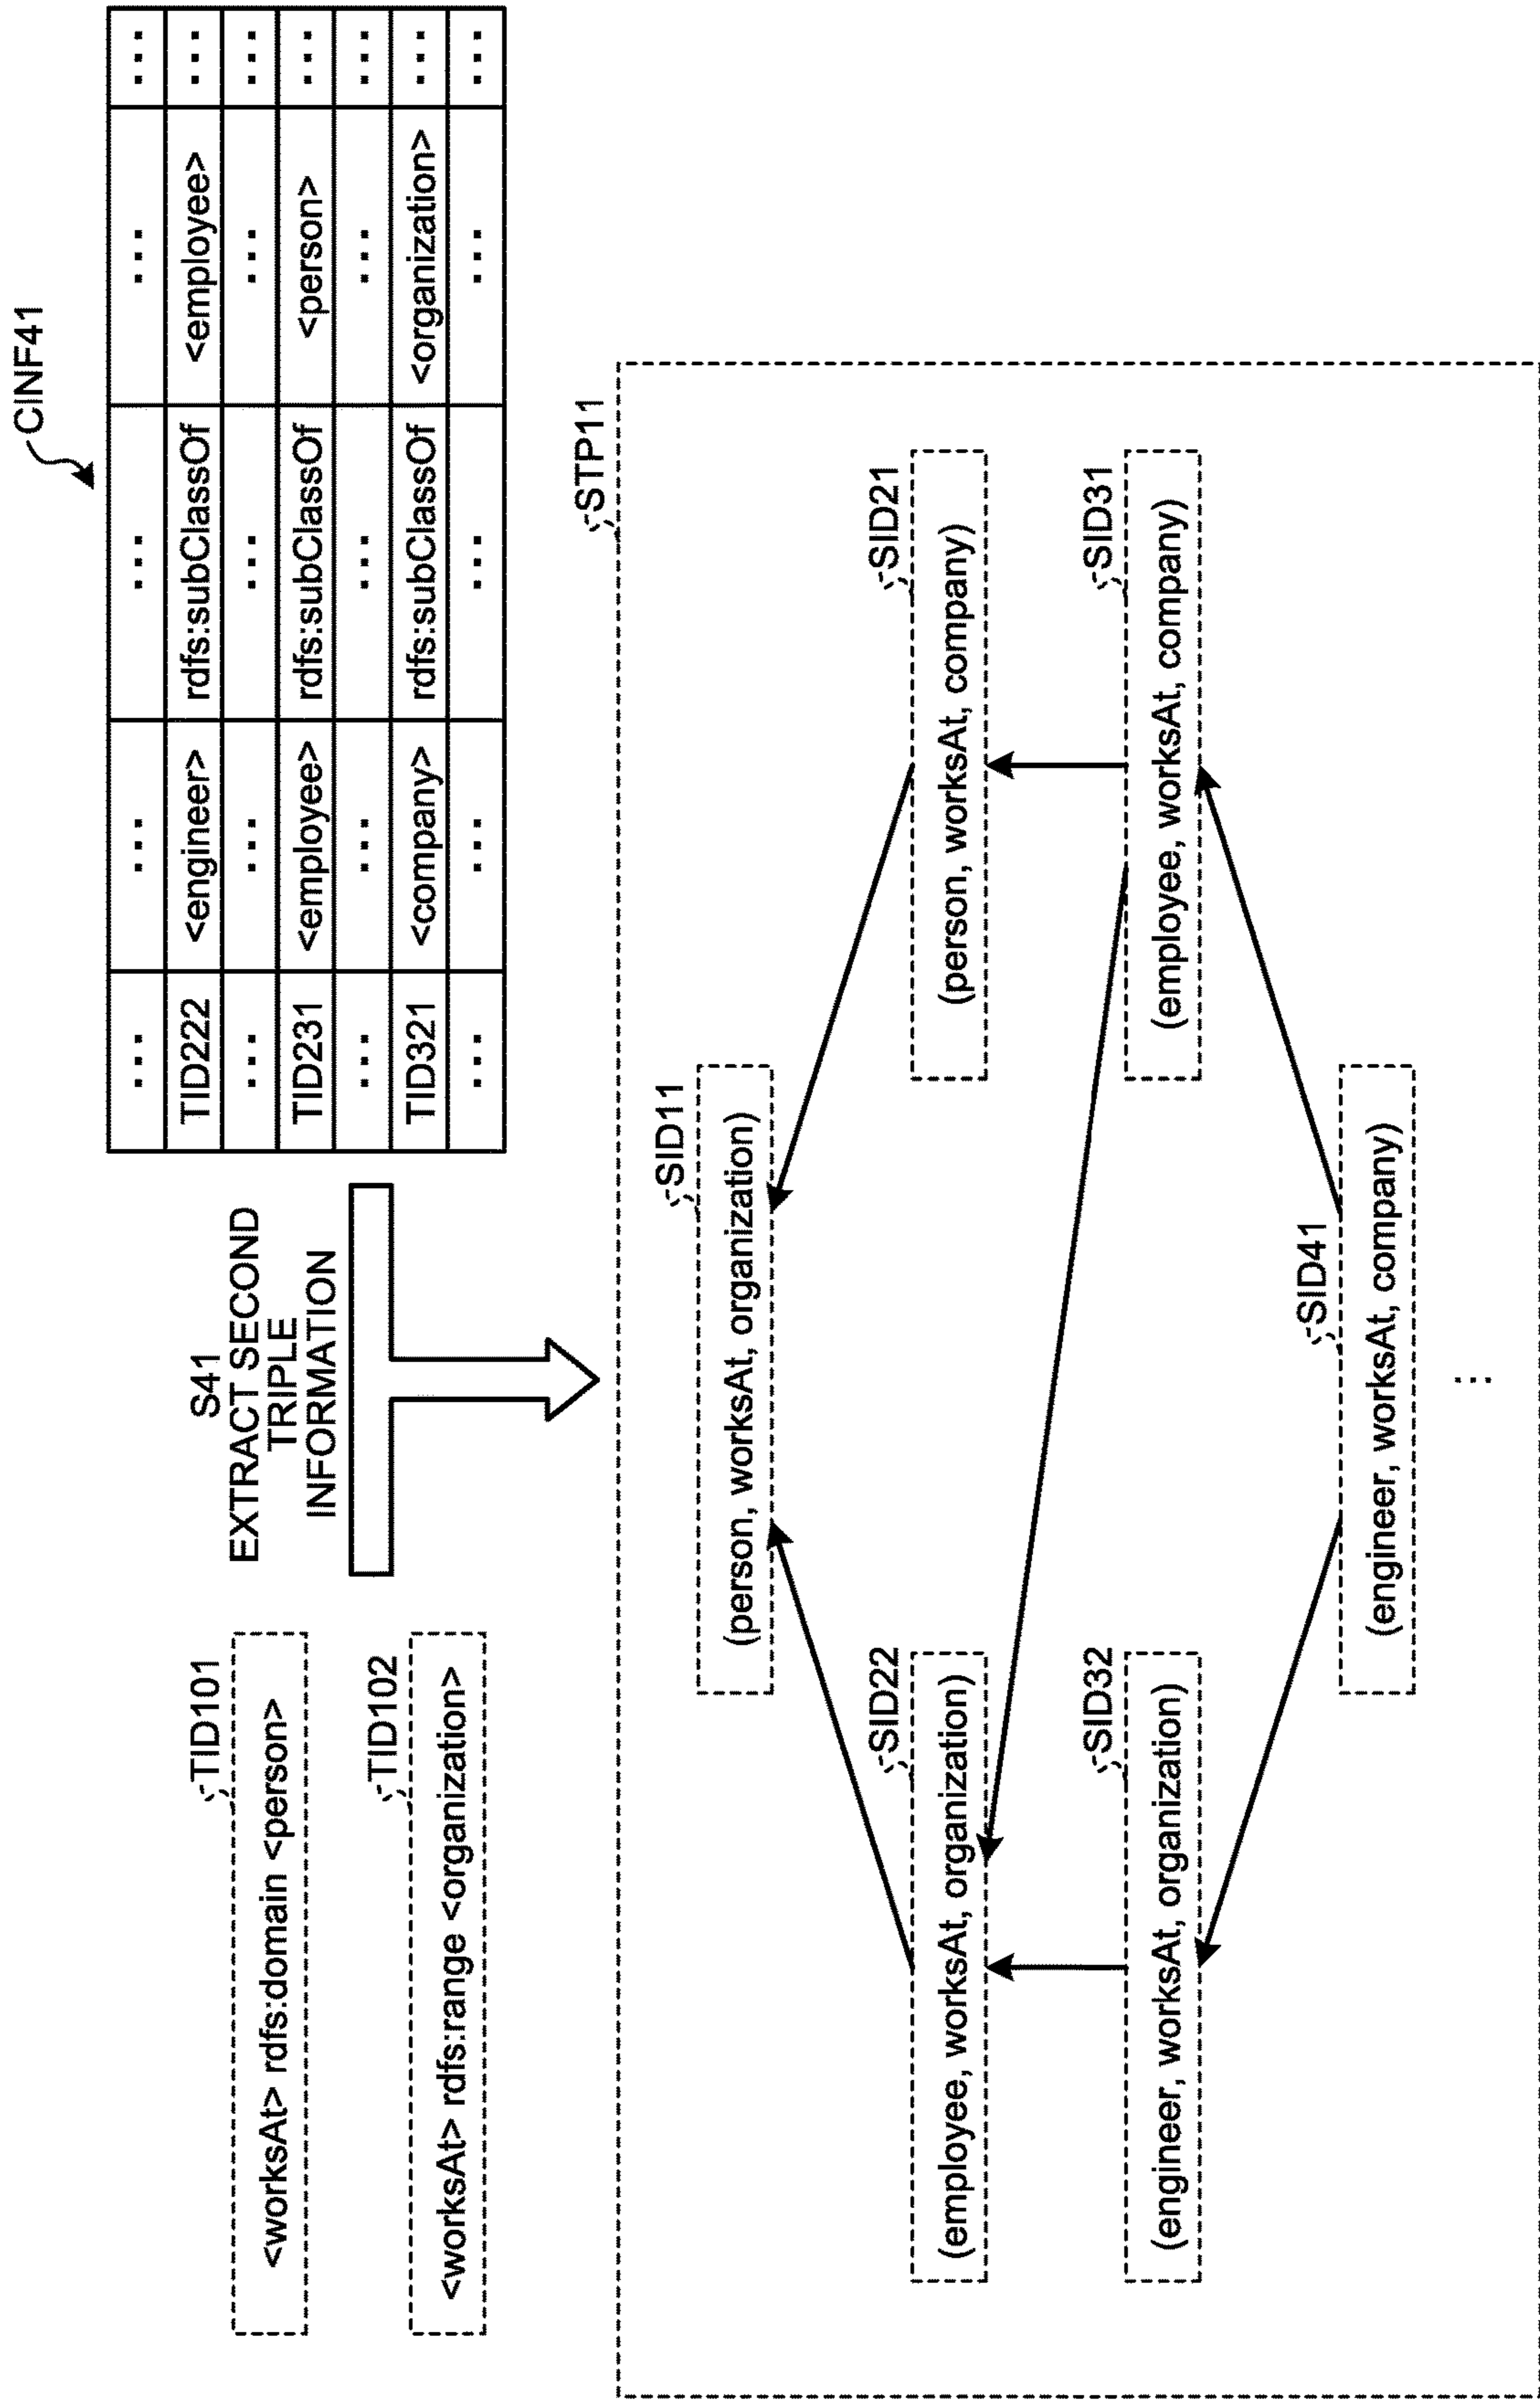 TID101
<worksAt> rdfs:domain <person>
TID102
<worksAt> rdfs:range <organization>
S41
EXTRACT SECOND
TRIPLE
INFORMATION
CINF41
... ... ... ... ...
TID222 <engineer> rdfs:subClassOf <employee> ...
... ... ... ... ...
TID231 <employee> rdfs:subClassOf <person> ...
... ... ... ... ...
TID321 <company> rdfs:subClassOf <organization> ...
... ... ... ... ...
STP11
SID11
(person, worksAt, organization)
SID22
(employee, worksAt, organization)
SID21
(person, worksAt, company)
SID32
(engineer, worksAt, organization)
SID31
(employee, worksAt, company)
SID41
(engineer, worksAt, company)
...